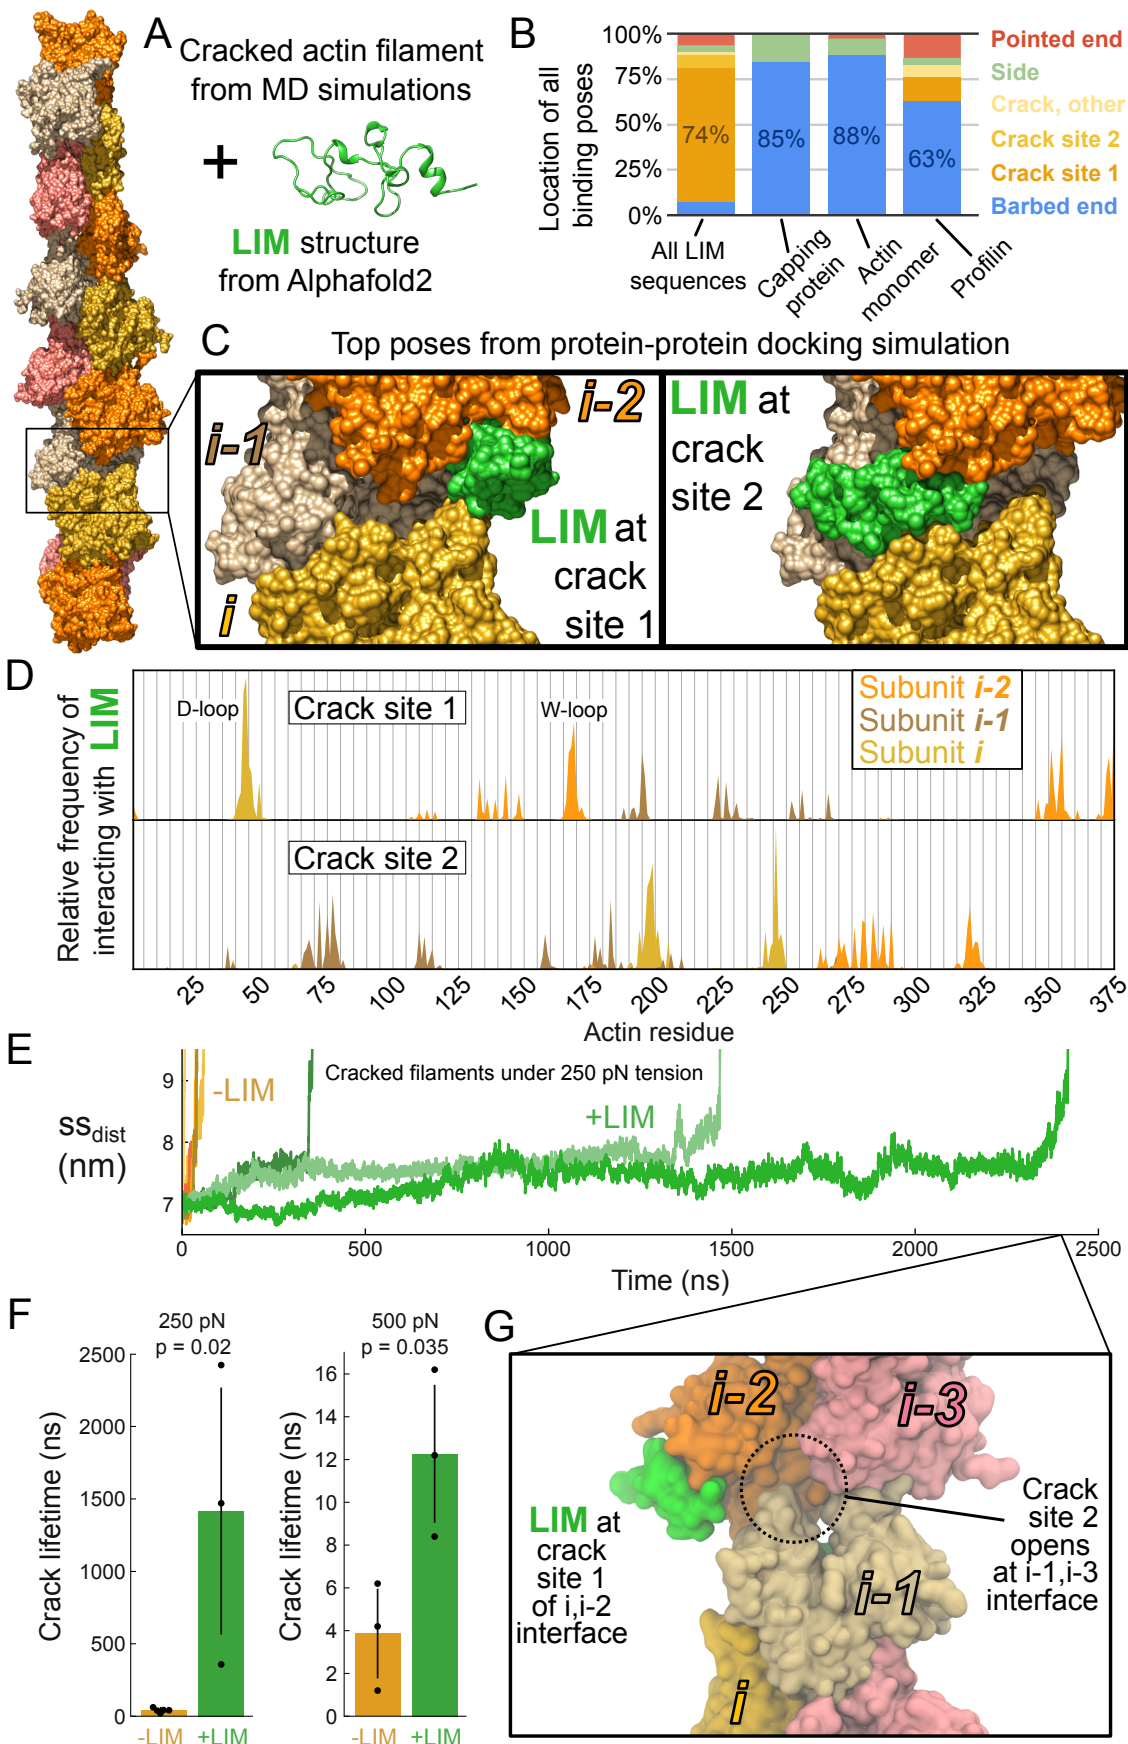 A
Cracked actin filament
from MD simulations
+
LIM structure
from Alphafold2
B
Location of all
binding poses
100%
75%
50%
25%
0%
74%
85%
88%
63%
All LIM
sequences
Capping
protein
Actin
monomer
Profilin
Pointed end
Side
Crack, other
Crack site 2
Crack site 1
Barbed end
C
Top poses from protein-protein docking simulation
i-1
i-2
i
LIM at
crack
site 1
LIM at
crack
site 2
D
Relative frequency of
interacting with LIM
D-loop
Crack site 1
W-loop
Subunit i-2
Subunit i-1
Subunit i
Crack site 2
25
50
75
100
125
150
175
200
225
250
275
300
325
350
375
Actin residue
E
ssdist
(nm)
9
8
7
-LIM
Cracked filaments under 250 pN tension
+LIM
0
500
1000
1500
2000
2500
Time (ns)
F
250 pN
p = 0.02
Crack lifetime (ns)
2500
2000
1500
1000
500
0
-LIM
+LIM
500 pN
p = 0.035
Crack lifetime (ns)
16
14
12
10
8
6
4
2
0
-LIM
+LIM
G
i-2
i-3
i-1
i
LIM at
crack
site 1
of i,i-2
interface
Crack
site 2
opens
at i-1,i-3
interface